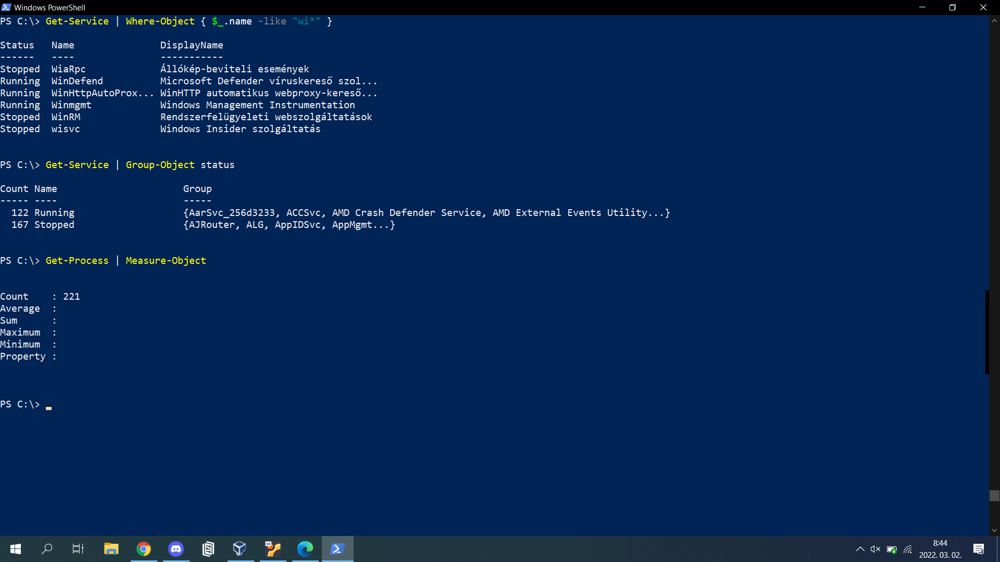 Windows PowerShell
PS C:\> Get-Service | Where-Object { $_.name -like "wi*" }
Status   Name               DisplayName
------   ----               -----------
Stopped  WiaRpc             Állókép-beviteli események
Running  WinDefend          Microsoft Defender víruskereső szol...
Running  WinHttpAutoProx... WinHTTP automatikus webproxy-kereső...
Running  Winmgmt            Windows Management Instrumentation
Stopped  WinRM              Rendszerfelügyeleti webszolgáltatások
Stopped  wisvc              Windows Insider szolgáltatás
PS C:\> Get-Service | Group-Object status
Count Name                      Group
----- ----                      -----
  122 Running                   {AarSvc_256d3233, ACCSvc, AMD Crash Defender Service, AMD External Events Utility...}
  167 Stopped                   {AJRouter, ALG, AppIDSvc, AppMgmt...}
PS C:\> Get-Process | Measure-Object
Count    : 221
Average  :
Sum      :
Maximum  :
Minimum  :
Property :
PS C:\>
64
8:44
2022. 03. 02.